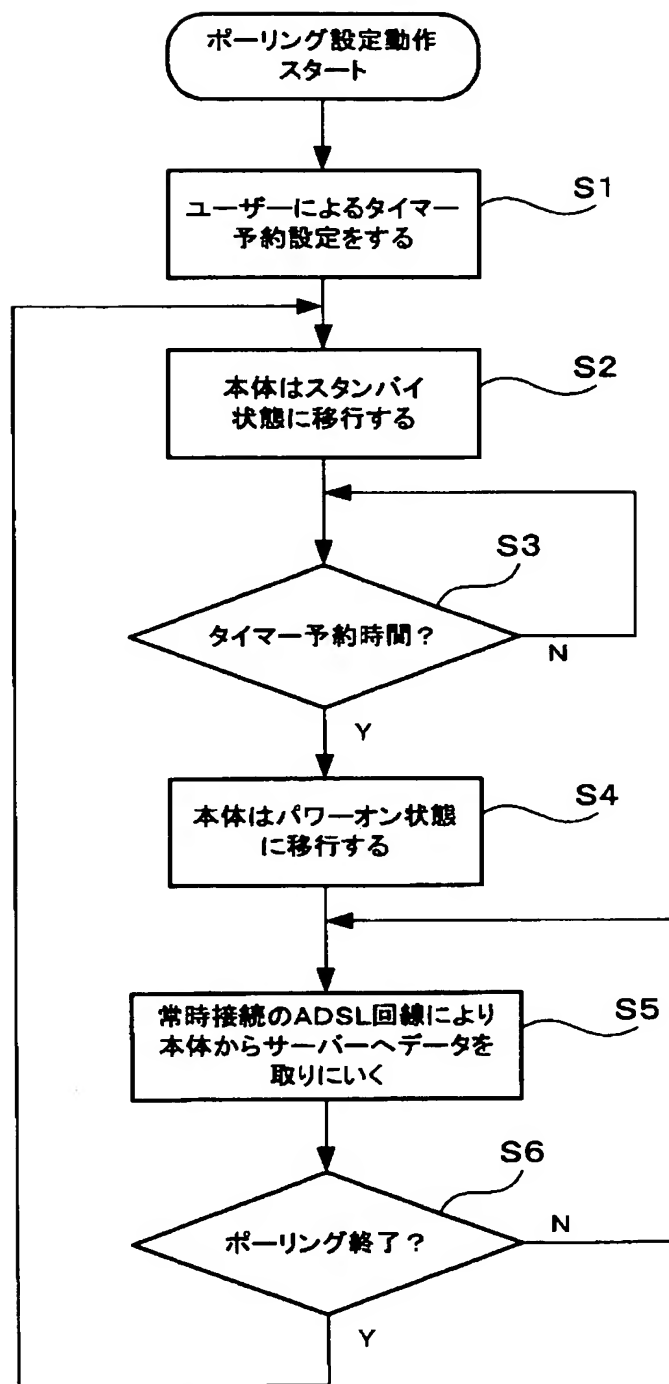 ポーリング設定動作
スタート
S1
ユーザーによるタイマー
予約設定をする
S2
本体はスタンバイ
状態に移行する
S3
タイマー予約時間？
N
Y
S4
本体はパワーオン状態
に移行する
S5
常時接続のADSL回線により
本体からサーバーへデータを
取りにいく
S6
ポーリング終了？
N
Y